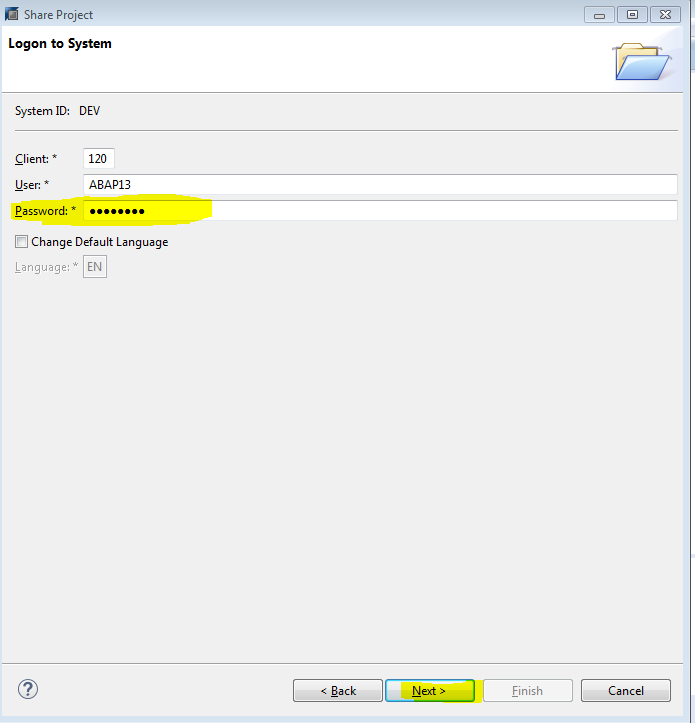 Share Project
Logon to System
System ID: DEV
Client: * 120
User: * ABAP13
Password: * ●●●●●●●●
Change Default Language
Language: * EN
? < Back Next > Finish Cancel